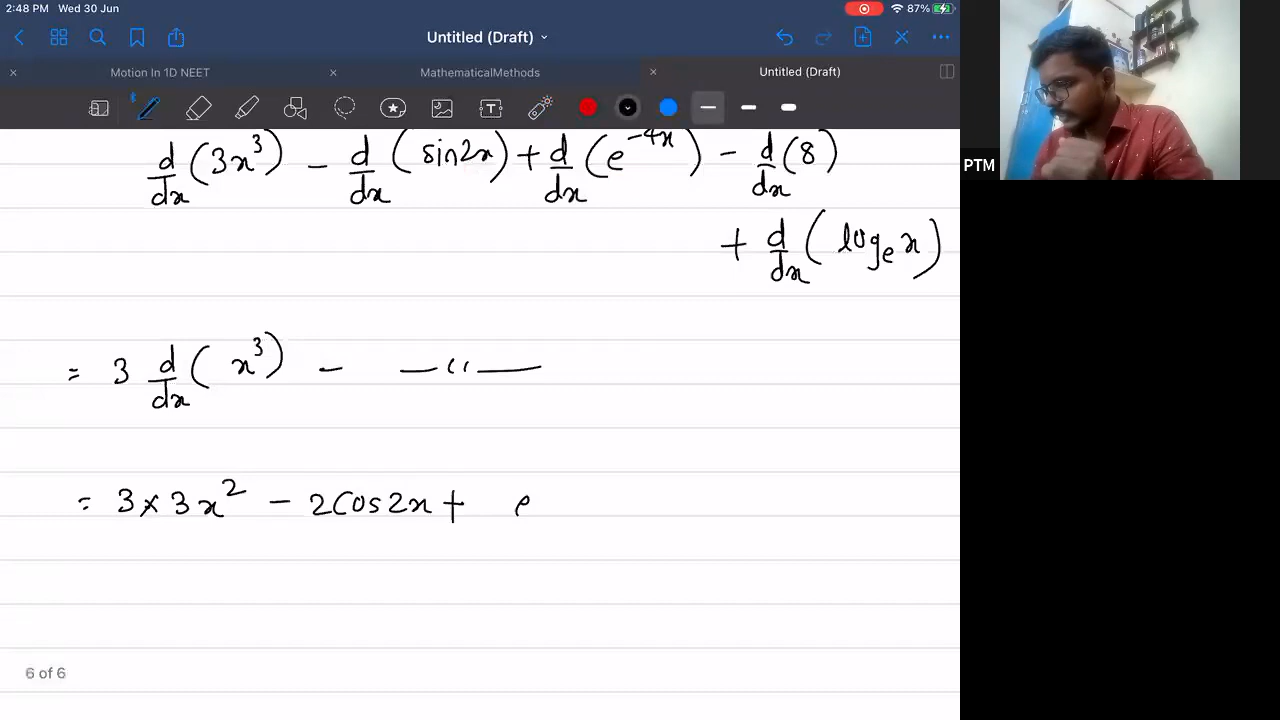 2:48 PM Wed 30 Jun 87%
Untitled (Draft)
Motion In 1D NEET MathematicalMethods Untitled (Draft)
d/dx (3x³) - d/dx (sin2x) + d/dx (e^-4x) - d/dx (8)
+ d/dx (logₑ x)
= 3 d/dx (x³) - —〃—
= 3 × 3x² - 2Cos2x + e
6 of 6
PTM